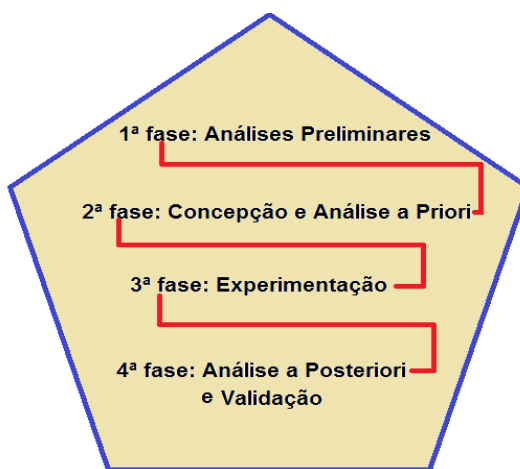 1ª fase: Análises Preliminares
2ª fase: Concepção e Análise a Priori
3ª fase: Experimentação
4ª fase: Análise a Posteriori
e Validação